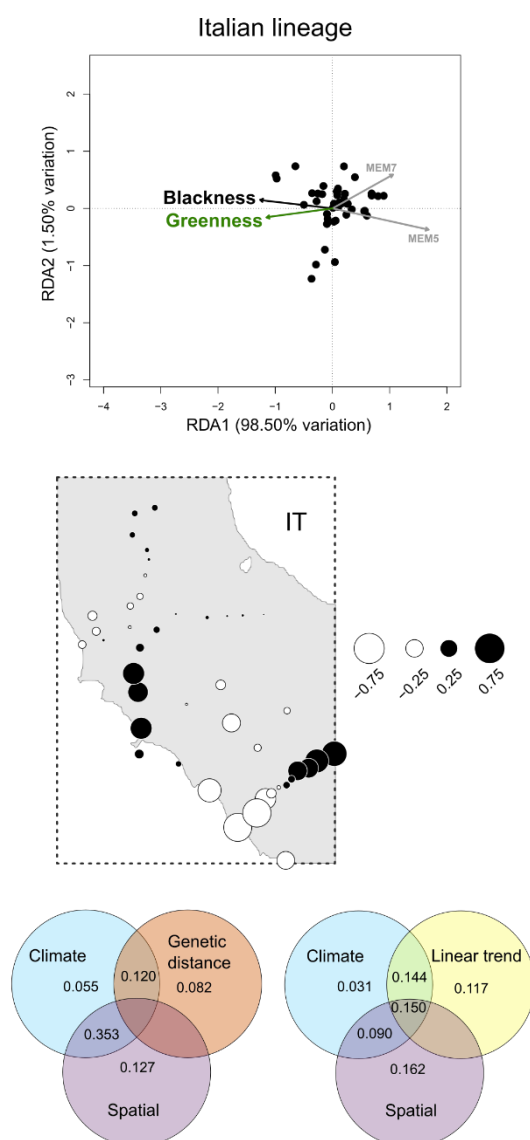 Italian lineage
RDA2 (1.50% variation)
2
1
0
−1
−2
−3
Blackness
Greenness
MEM7
MEM5
−4
−3
−2
−1
0
1
2
RDA1 (98.50% variation)
IT
−0.75
−0.25
0.25
0.75
Climate
Genetic
distance
0.055
0.120
0.082
0.353
0.127
Spatial
Climate
Linear trend
0.031
0.144
0.117
0.150
0.090
0.162
Spatial